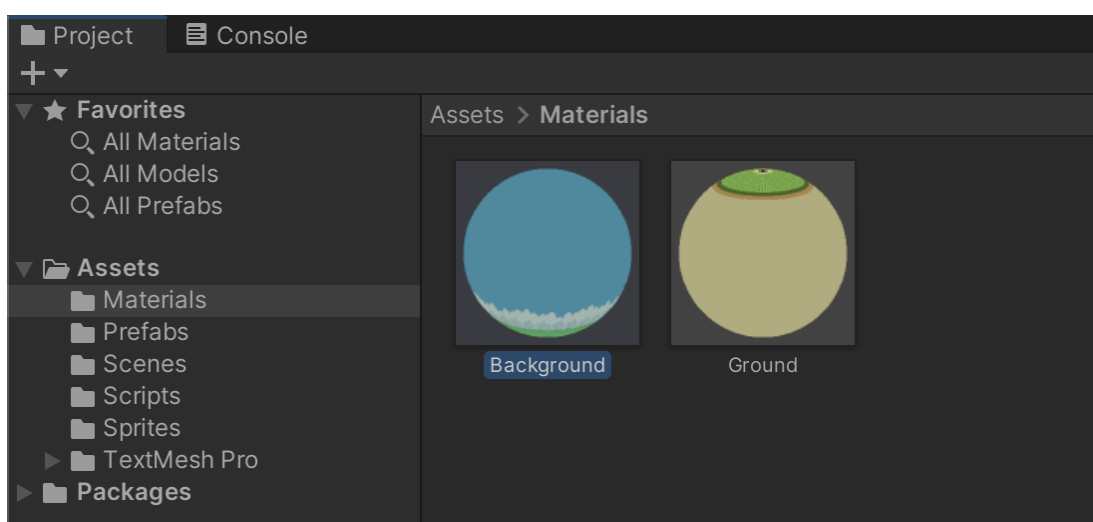 Project Console
Favorites
All Materials
All Models
All Prefabs
Assets
Materials
Prefabs
Scenes
Scripts
Sprites
TextMesh Pro
Packages
Assets > Materials
Background
Ground